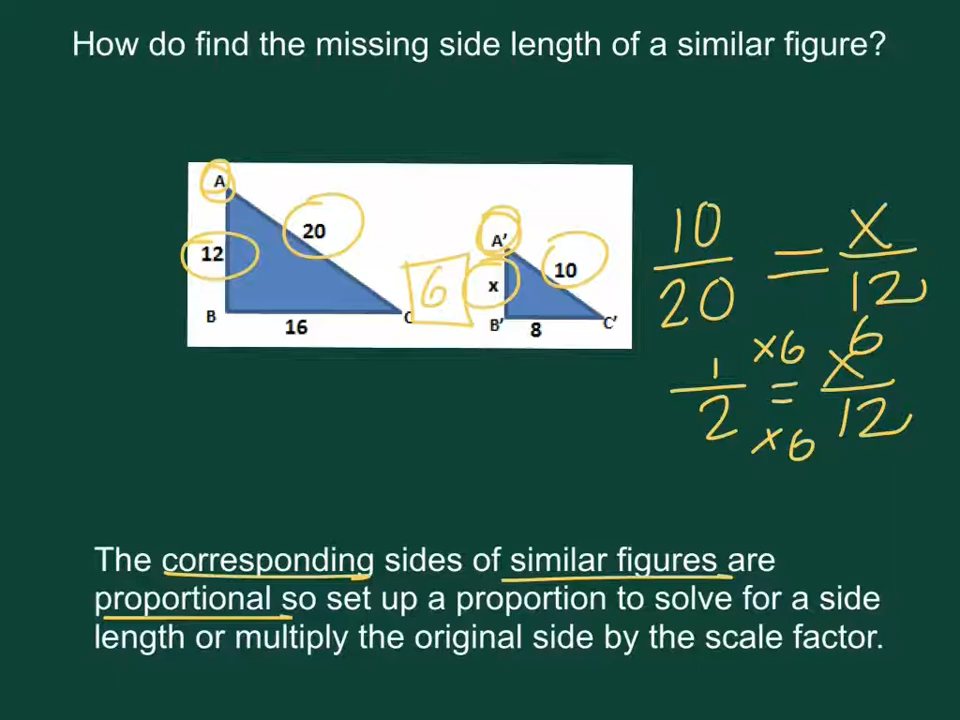 How do find the missing side length of a similar figure?
A
20
12
B
16
C
6
A'
10
x
B'
8
C'
10/20 = x/12
×6
1/2 = x/12
6
×6
The corresponding sides of similar figures are
proportional so set up a proportion to solve for a side
length or multiply the original side by the scale factor.